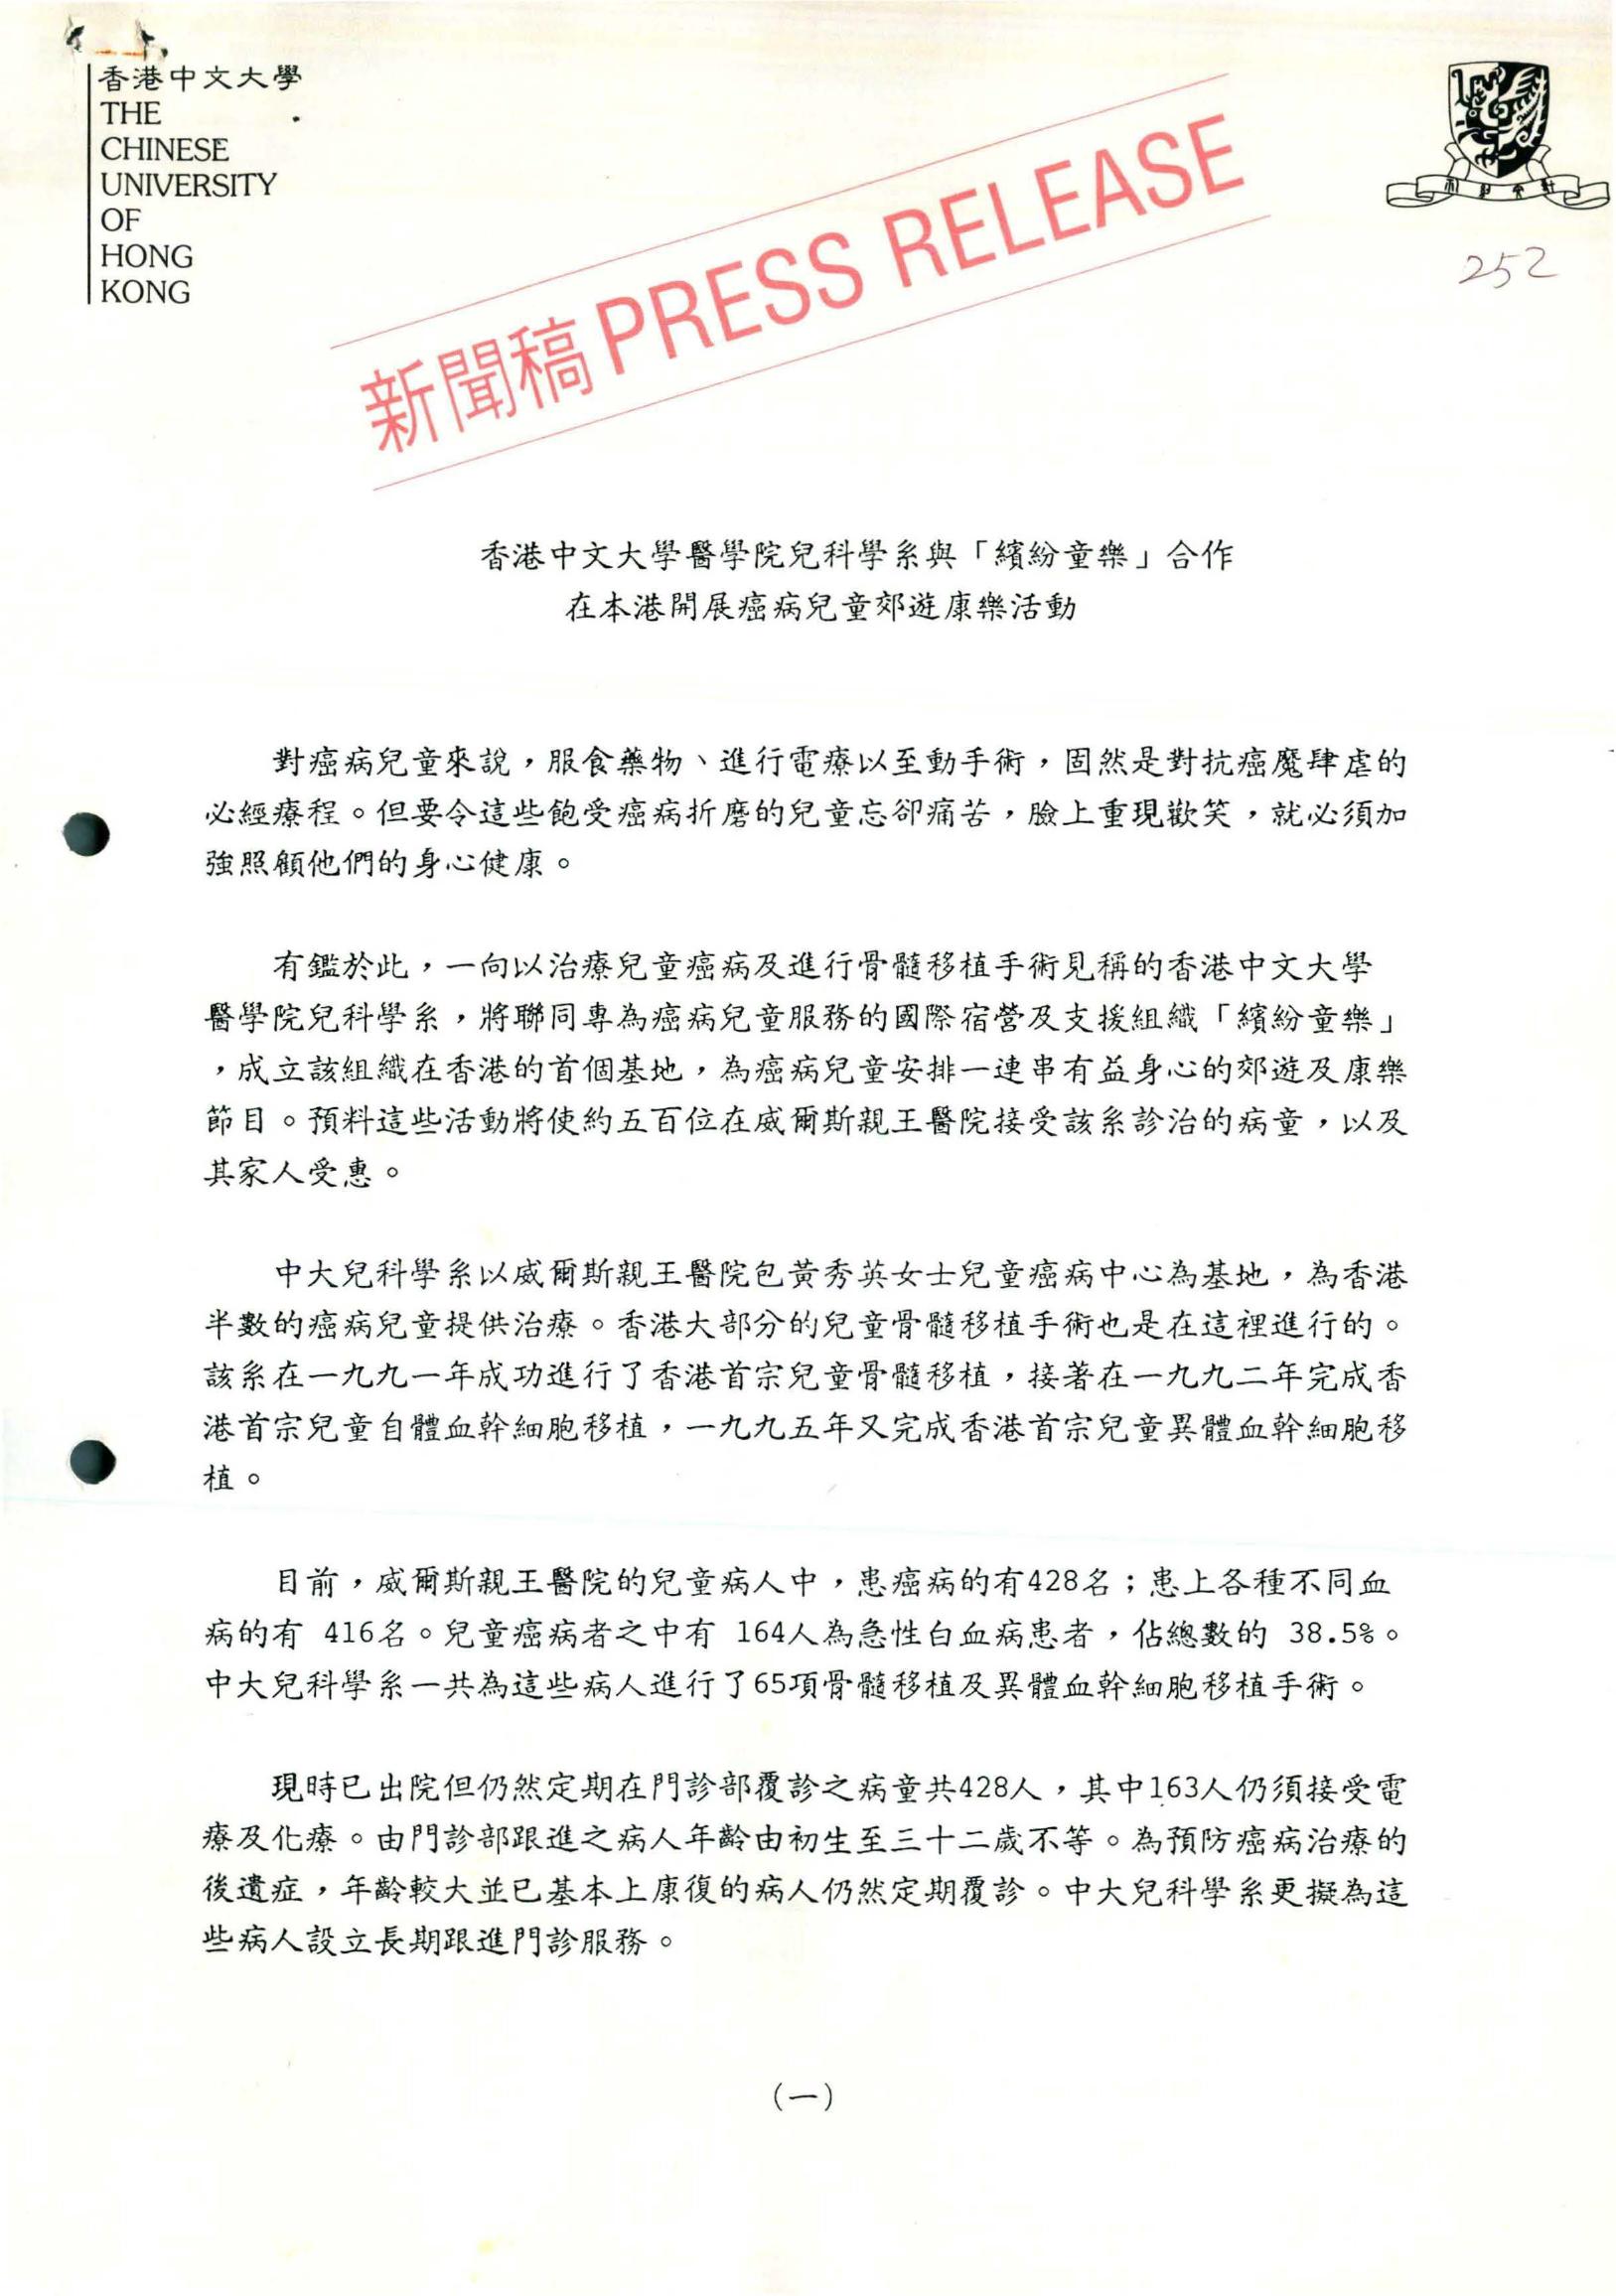 香港中文大學
THE
CHINESE
UNIVERSITY
OF
HONG
KONG
新聞稿 PRESS RELEASE
252
香港中文大學醫學院兒科學系與「繽紛童樂」合作
在本港開展癌病兒童郊遊康樂活動
對癌病兒童來說，服食藥物、進行電療以至動手術，固然是對抗癌魔肆虐的
必經療程。但要令這些飽受癌病折磨的兒童忘卻痛苦，臉上重現歡笑，就必須加
強照顧他們的身心健康。
有鑑於此，一向以治療兒童癌病及進行骨髓移植手術見稱的香港中文大學
醫學院兒科學系，將聯同專為癌病兒童服務的國際宿營及支援組織「繽紛童樂」
，成立該組織在香港的首個基地，為癌病兒童安排一連串有益身心的郊遊及康樂
節目。預料這些活動將使約五百位在威爾斯親王醫院接受該系診治的病童，以及
其家人受惠。
中大兒科學系以威爾斯親王醫院包黃秀英女士兒童癌病中心為基地，為香港
半數的癌病兒童提供治療。香港大部分的兒童骨髓移植手術也是在這裡進行的。
該系在一九九一年成功進行了香港首宗兒童骨髓移植，接著在一九九二年完成香
港首宗兒童自體血幹細胞移植，一九九五年又完成香港首宗兒童異體血幹細胞移
植。
目前，威爾斯親王醫院的兒童病人中，患癌病的有428名；患上各種不同血
病的有 416名。兒童癌病者之中有 164人為急性白血病患者，佔總數的 38.5%。
中大兒科學系一共為這些病人進行了65項骨髓移植及異體血幹細胞移植手術。
現時已出院但仍然定期在門診部覆診之病童共428人，其中163人仍須接受電
療及化療。由門診部跟進之病人年齡由初生至三十二歲不等。為預防癌病治療的
後遺症，年齡較大並已基本上康復的病人仍然定期覆診。中大兒科學系更擬為這
些病人設立長期跟進門診服務。
(一)